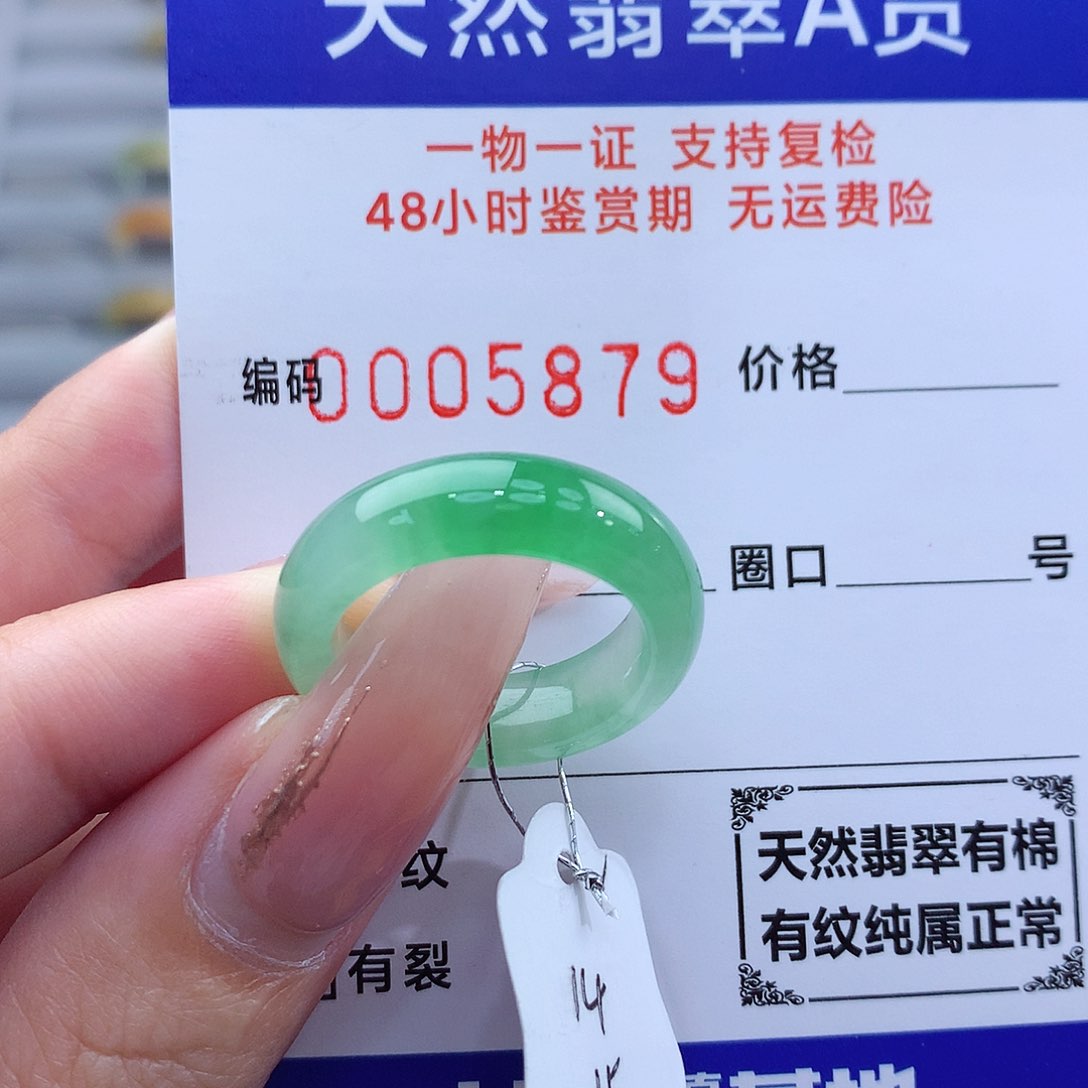 天然翡翠A货
一物一证 支持复检
48小时鉴赏期 无运费险
编码0005879 价格
圈口 号
纹
有裂
天然翡翠有棉
有纹纯属正常
14